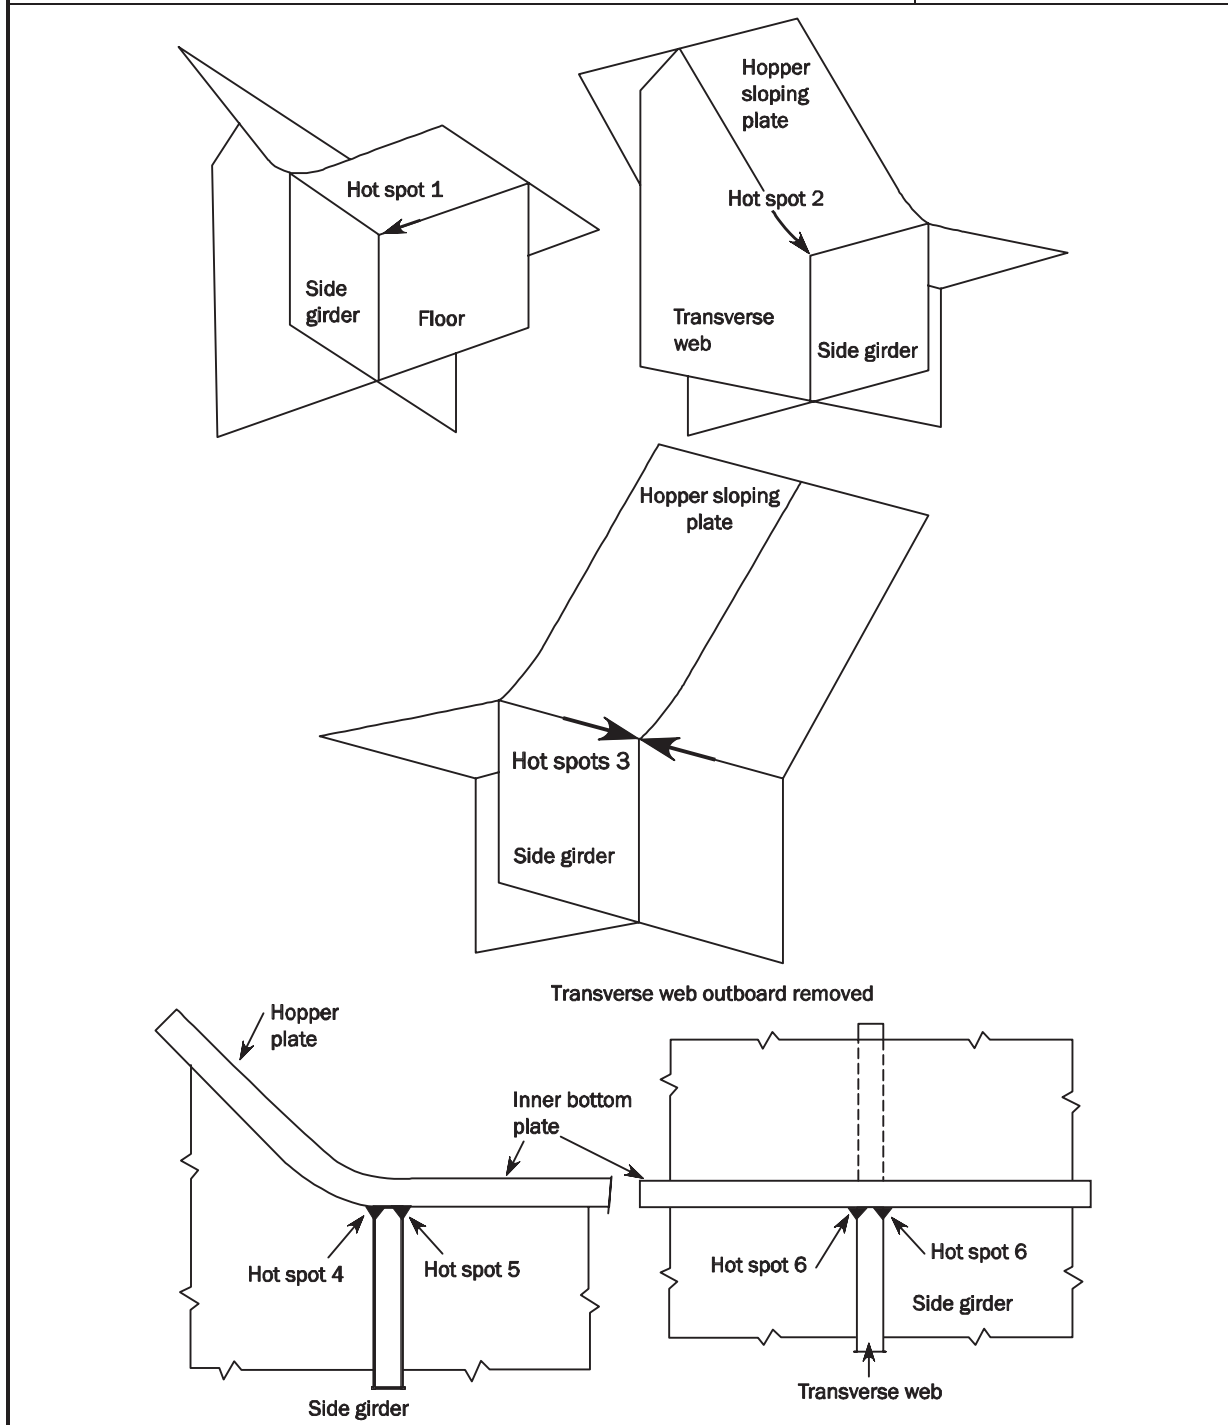 Hot spot 1
Side
girder
Floor
Hopper
sloping
plate
Hot spot 2
Transverse
web
Side girder
Hopper sloping
plate
Hot spots 3
Side girder
Transverse web outboard removed
Hopper
plate
Inner bottom
plate
Hot spot 4
Hot spot 5
Side girder
Hot spot 6
Hot spot 6
Side girder
Transverse web